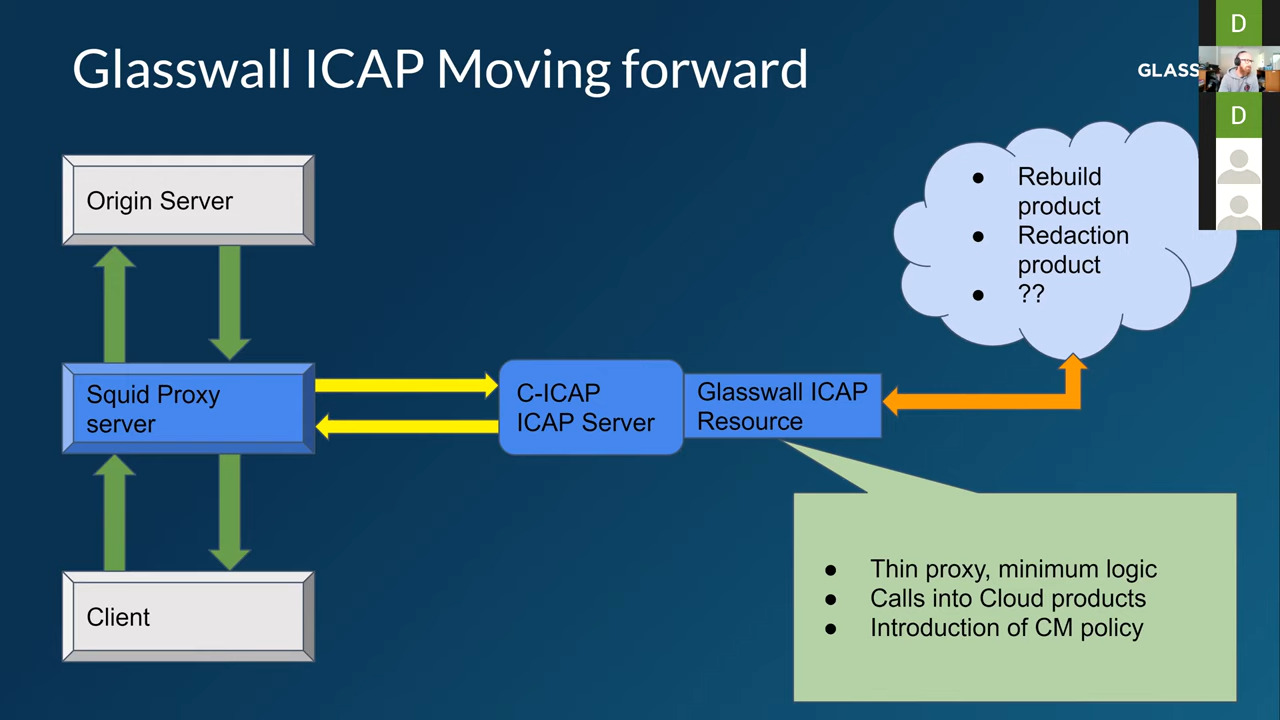 Glasswall ICAP Moving forward
GLASS
D
D
Origin Server
Rebuild
product
Redaction
product
??
Squid Proxy
server
C-ICAP
ICAP Server
Glasswall ICAP
Resource
Client
Thin proxy, minimum logic
Calls into Cloud products
Introduction of CM policy